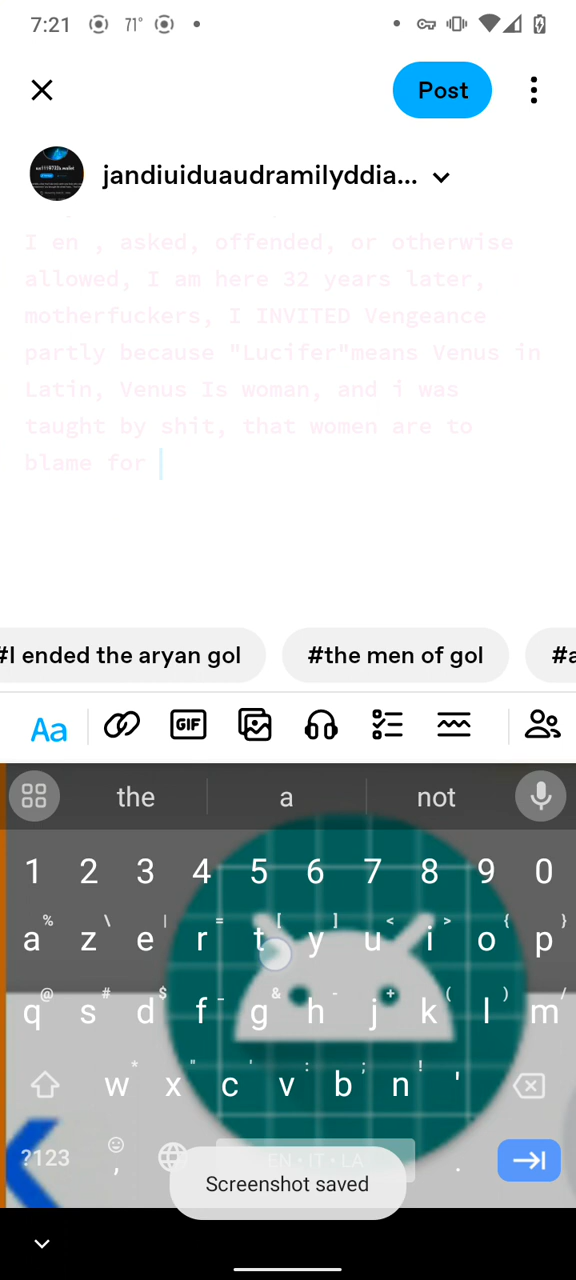 7:21 71°
Post
jandiuiduaudramilyddia...
I en , asked, offended, or otherwise
allowed, I am here 32 years later,
motherfuckers, I INVITED Vengeance
partly because "Lucifer"means Venus in
Latin, Venus Is woman, and i was
taught by shit, that women are to
blame for
#I ended the aryan gol #the men of gol #a
Aa GIF
the a not
1 2 3 4 5 6 7 8 9 0
% \ | = [ ] < > { }
a z e r t y u i o p
@ # $ _ & - + ( ) /
q s d f g h j k l m
* " ' : ; !
w x c v b n '
?123 , EN • IT • LA .
Screenshot saved